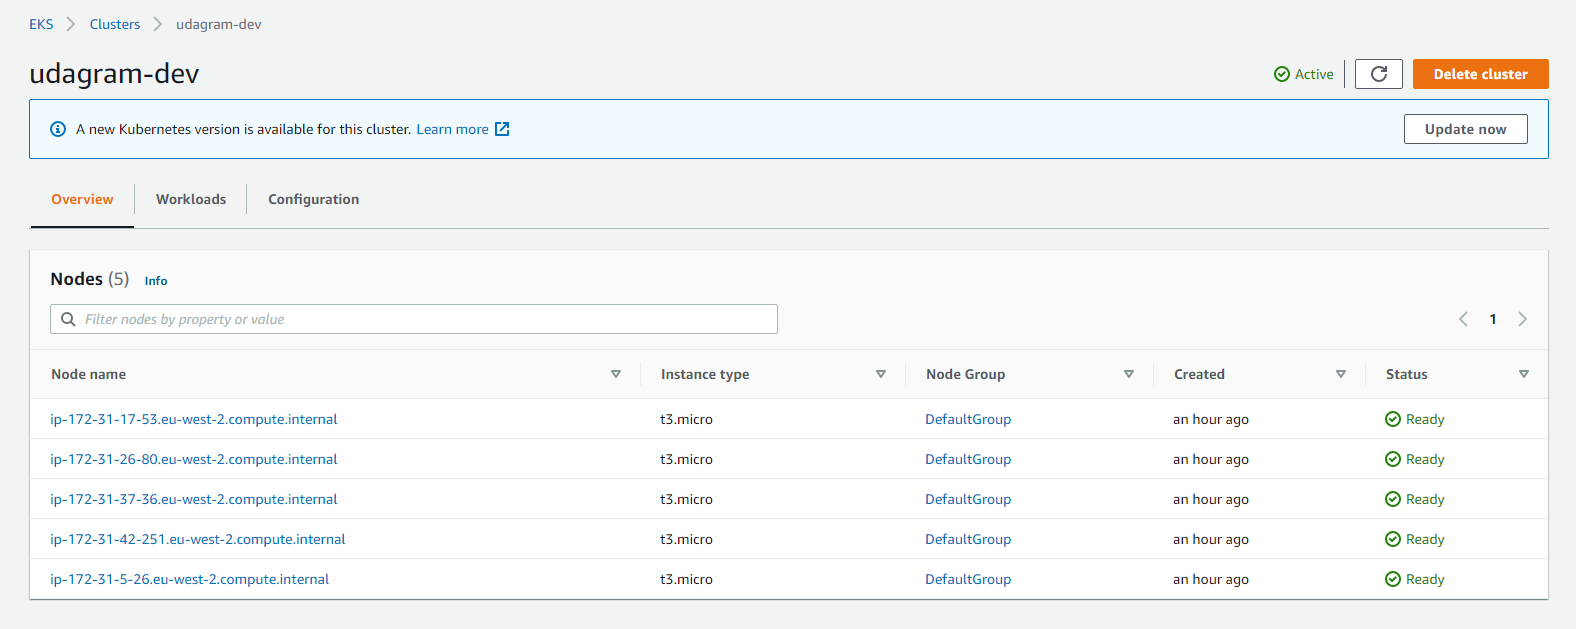 EKS Clusters udagram-dev
udagram-dev
Active Delete cluster
A new Kubernetes version is available for this cluster. Learn more Update now
Overview Workloads Configuration
Nodes (5) Info
Filter nodes by property or value 1
Node name Instance type Node Group Created Status
ip-172-31-17-53.eu-west-2.compute.internal t3.micro DefaultGroup an hour ago Ready
ip-172-31-26-80.eu-west-2.compute.internal t3.micro DefaultGroup an hour ago Ready
ip-172-31-37-36.eu-west-2.compute.internal t3.micro DefaultGroup an hour ago Ready
ip-172-31-42-251.eu-west-2.compute.internal t3.micro DefaultGroup an hour ago Ready
ip-172-31-5-26.eu-west-2.compute.internal t3.micro DefaultGroup an hour ago Ready